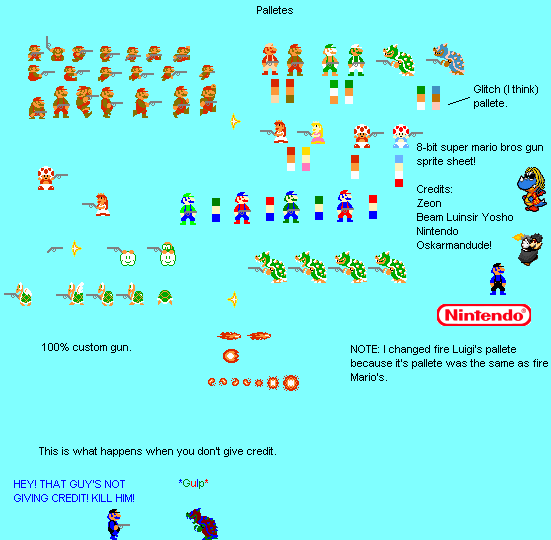 Palletes
Glitch (I think)
pallete.
8-bit super mario bros gun
sprite sheet!
Credits:
Zeon
Beam Luinsir Yosho
Nintendo
Oskarmandude!
Nintendo®
100% custom gun.
NOTE: I changed fire Luigi's pallete
because it's pallete was the same as fire
Mario's.
This is what happens when you don't give credit.
HEY! THAT GUY'S NOT
GIVING CREDIT! KILL HIM!
*Gulp*